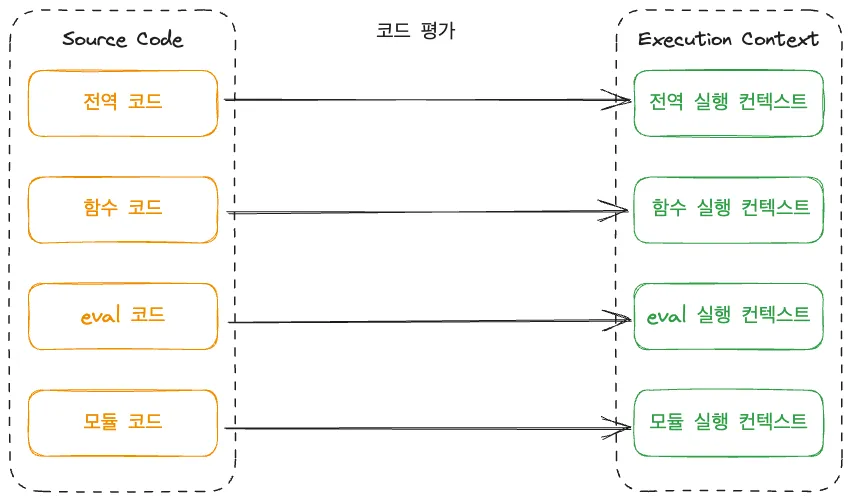 Source Code
코드 평가
Execution Context
전역 코드
전역 실행 컨텍스트
함수 코드
함수 실행 컨텍스트
eval 코드
eval 실행 컨텍스트
모듈 코드
모듈 실행 컨텍스트